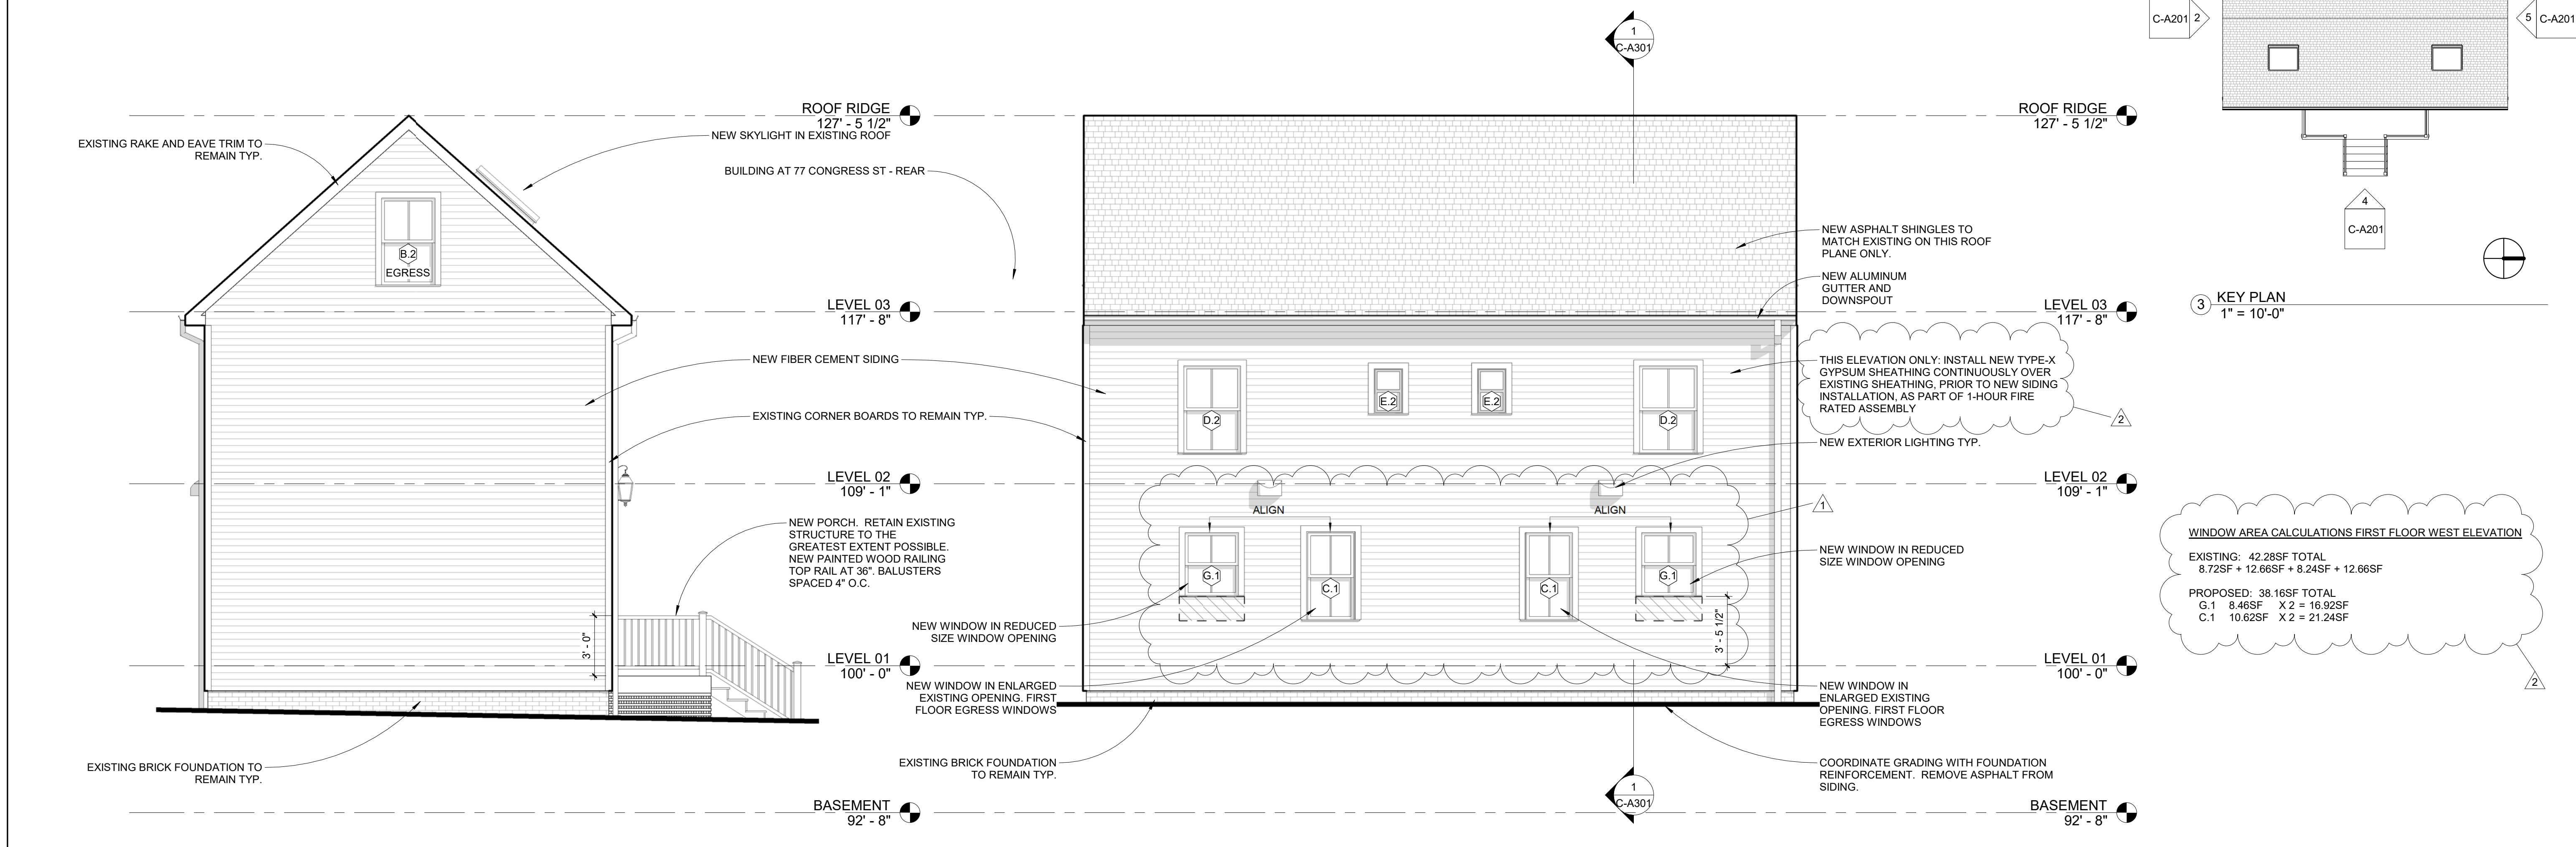 EXISTING RAKE AND EAVE TRIM TO
REMAIN TYP.
B.2
EGRESS
ROOF RIDGE
127' - 5 1/2"
NEW SKYLIGHT IN EXISTING ROOF
BUILDING AT 77 CONGRESS ST - REAR
LEVEL 03
117' - 8"
NEW FIBER CEMENT SIDING
EXISTING CORNER BOARDS TO REMAIN TYP.
LEVEL 02
109' - 1"
NEW PORCH. RETAIN EXISTING
STRUCTURE TO THE
GREATEST EXTENT POSSIBLE.
NEW PAINTED WOOD RAILING
TOP RAIL AT 36". BALUSTERS
SPACED 4" O.C.
3' - 0"
NEW WINDOW IN REDUCED
SIZE WINDOW OPENING
LEVEL 01
100' - 0"
NEW WINDOW IN ENLARGED
EXISTING OPENING. FIRST
FLOOR EGRESS WINDOWS
EXISTING BRICK FOUNDATION TO
REMAIN TYP.
EXISTING BRICK FOUNDATION
TO REMAIN TYP.
BASEMENT
92' - 8"
1
C-A301
D.2
E.2
E.2
D.2
ALIGN
ALIGN
G.1
C.1
C.1
G.1
3' - 5 1/2"
1
C-A301
ROOF RIDGE
127' - 5 1/2"
NEW ASPHALT SHINGLES TO
MATCH EXISTING ON THIS ROOF
PLANE ONLY.
NEW ALUMINUM
GUTTER AND
DOWNSPOUT
LEVEL 03
117' - 8"
THIS ELEVATION ONLY: INSTALL NEW TYPE-X
GYPSUM SHEATHING CONTINUOUSLY OVER
EXISTING SHEATHING, PRIOR TO NEW SIDING
INSTALLATION, AS PART OF 1-HOUR FIRE
RATED ASSEMBLY
2
NEW EXTERIOR LIGHTING TYP.
LEVEL 02
109' - 1"
1
NEW WINDOW IN REDUCED
SIZE WINDOW OPENING
LEVEL 01
100' - 0"
NEW WINDOW IN
ENLARGED EXISTING
OPENING. FIRST FLOOR
EGRESS WINDOWS
COORDINATE GRADING WITH FOUNDATION
REINFORCEMENT. REMOVE ASPHALT FROM
SIDING.
BASEMENT
92' - 8"
C-A201 2
5 C-A201
4
C-A201
3 KEY PLAN
1" = 10'-0"
WINDOW AREA CALCULATIONS FIRST FLOOR WEST ELEVATION
EXISTING: 42.28SF TOTAL
8.72SF + 12.66SF + 8.24SF + 12.66SF
PROPOSED: 38.16SF TOTAL
G.1 8.46SF X 2 = 16.92SF
C.1 10.62SF X 2 = 21.24SF
2